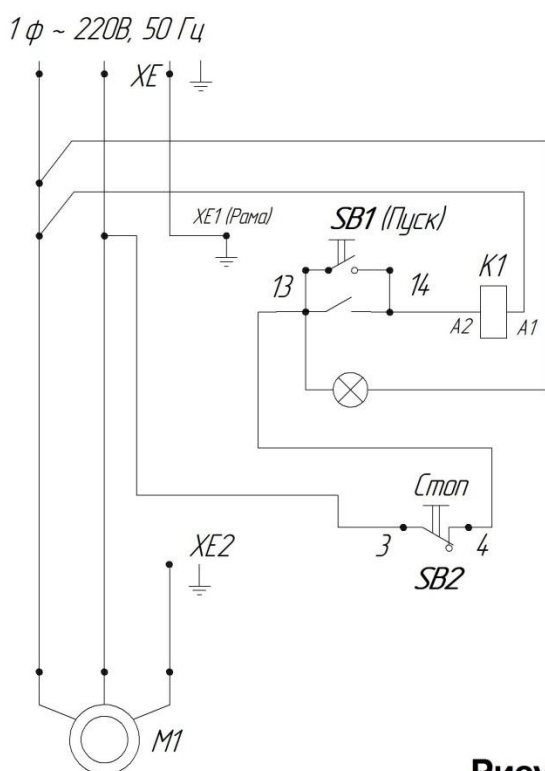 1 ф ~ 220В, 50 Гц
XE
XE1 (Рама)
SB1 (Пуск)
K1
13
14
A2
A1
Стоп
3
4
SB2
XE2
M1